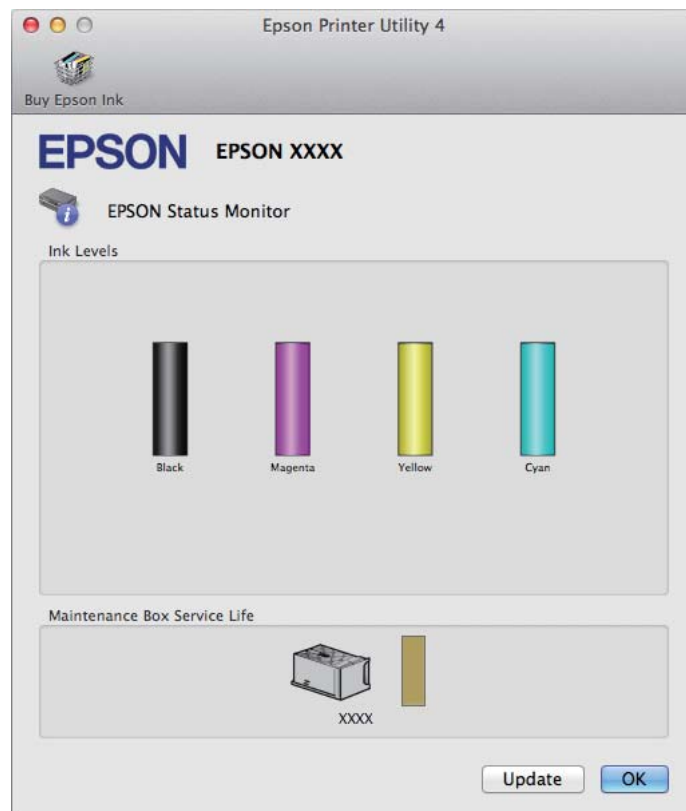 Epson Printer Utility 4
Buy Epson Ink
EPSON EPSON XXXX
EPSON Status Monitor
Ink Levels
Black Magenta Yellow Cyan
Maintenance Box Service Life
XXXX
Update OK